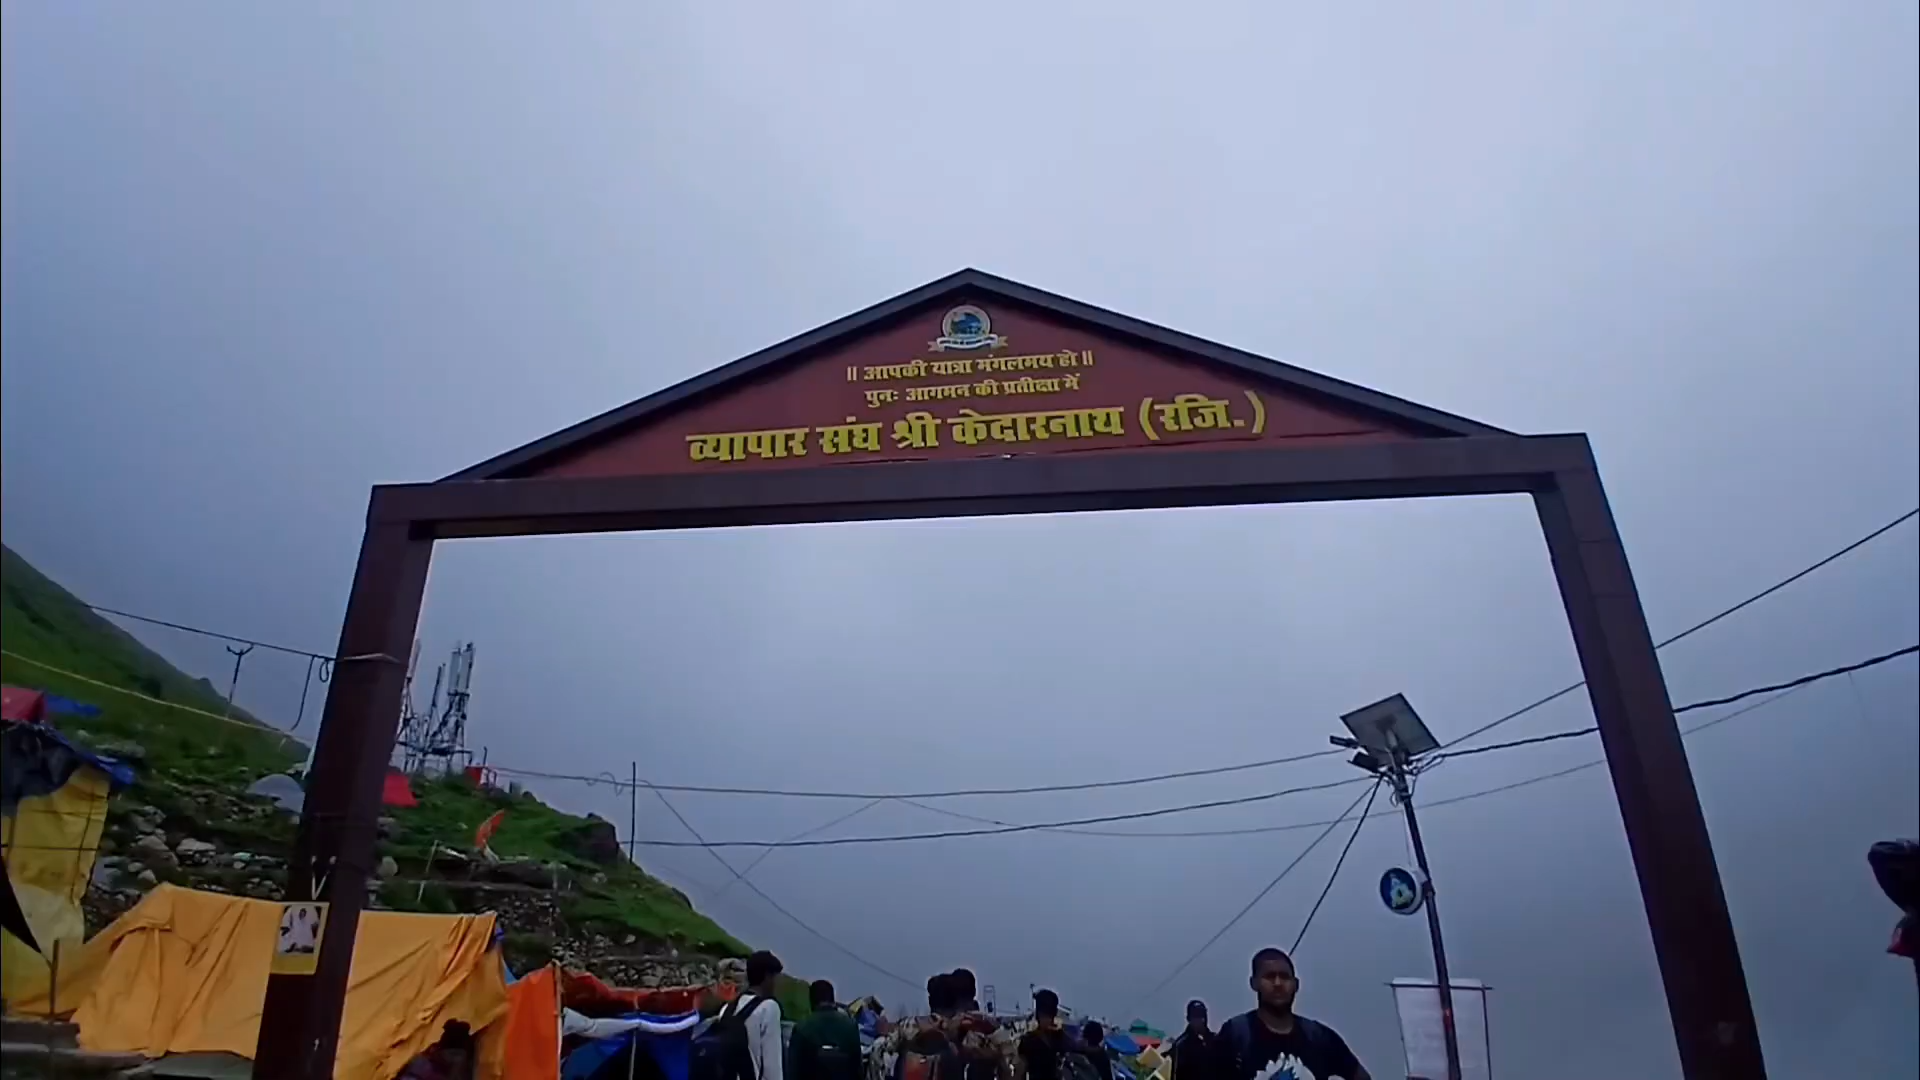 ॥ आपकी यात्रा मंगलमय हो ॥
पुनः आगमन की प्रतीक्षा में
व्यापार संघ श्री केदारनाथ (रजि.)